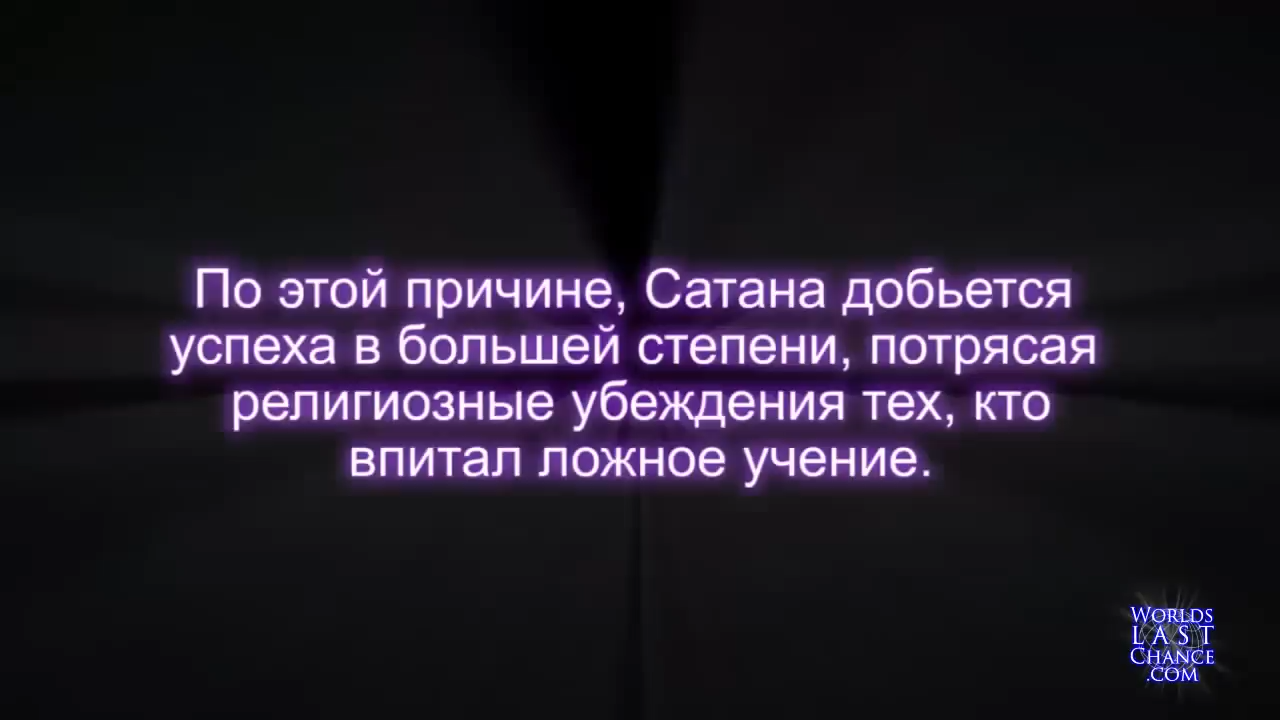 По этой причине, Сатана добьется
успеха в большей степени, потрясая
религиозные убеждения тех, кто
впитал ложное учение.
WORLDS
LAST
CHANCE
.COM